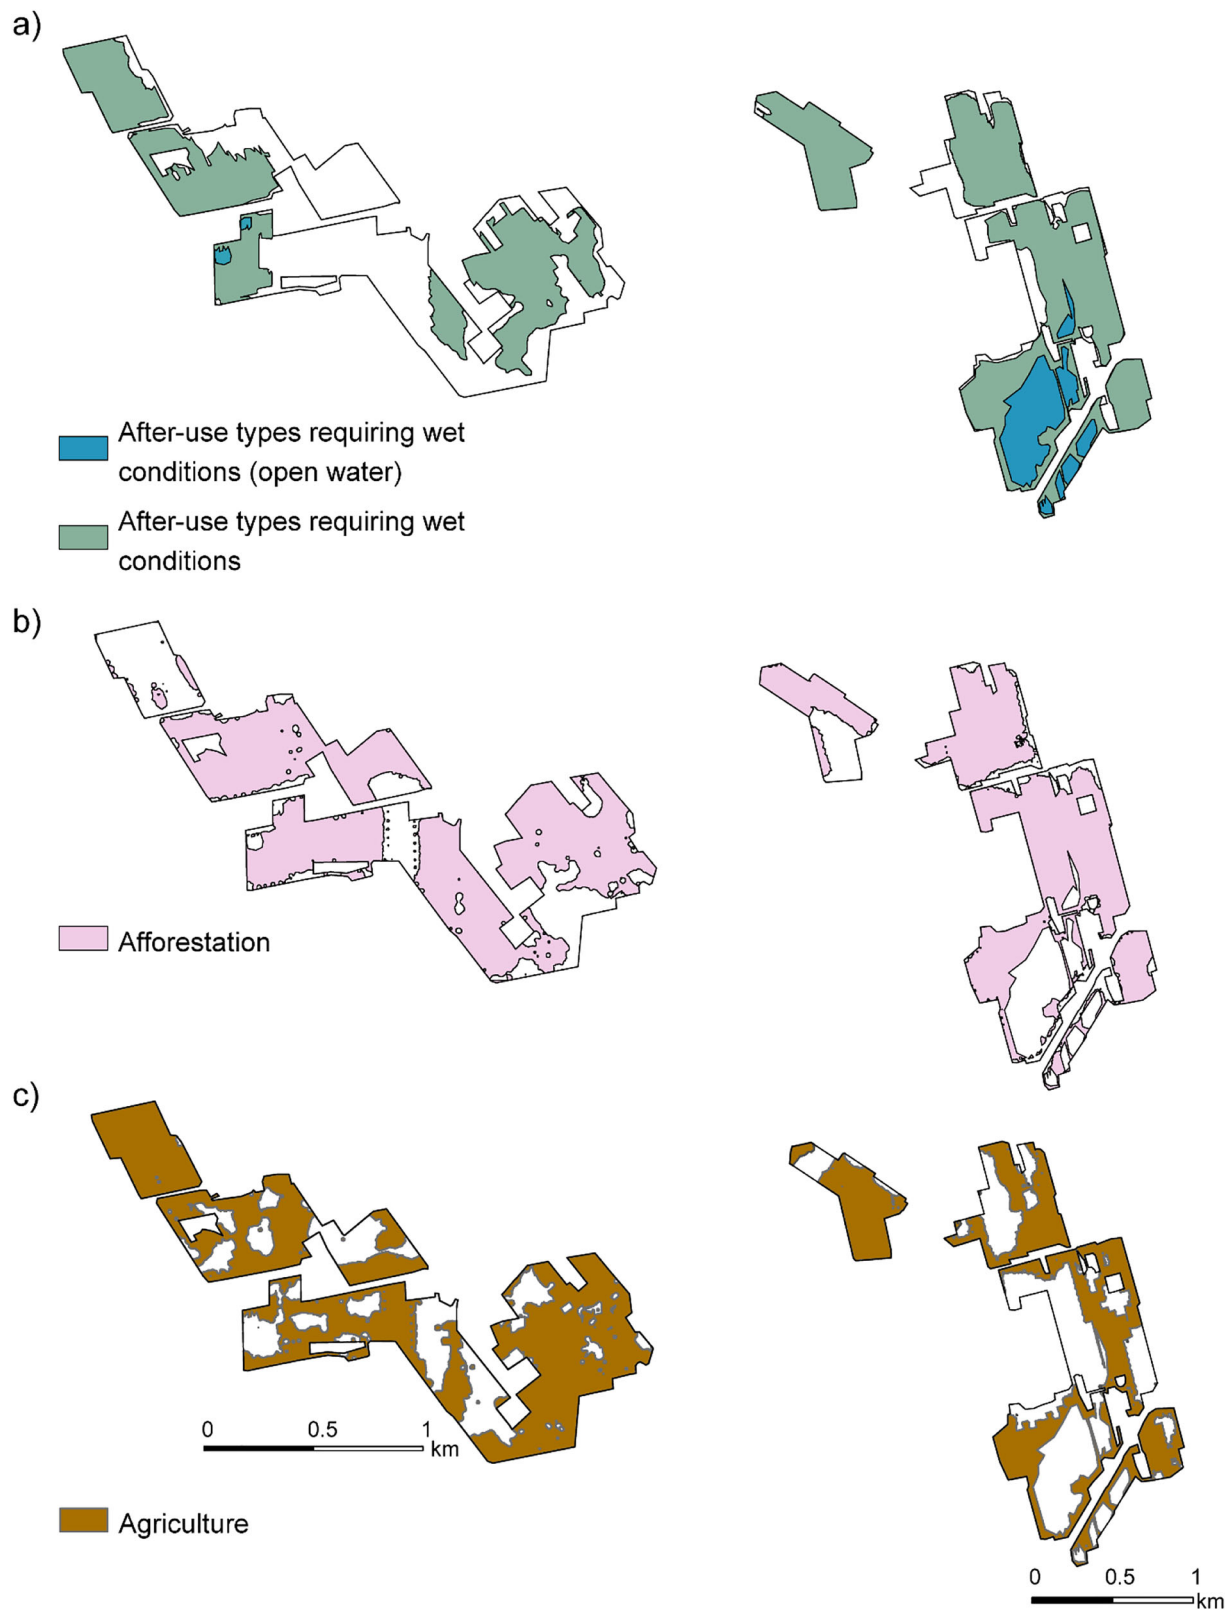 a)
After-use types requiring wet
conditions (open water)
After-use types requiring wet
conditions
b)
Afforestation
c)
0 0.5 1
km
Agriculture
0 0.5 1
km